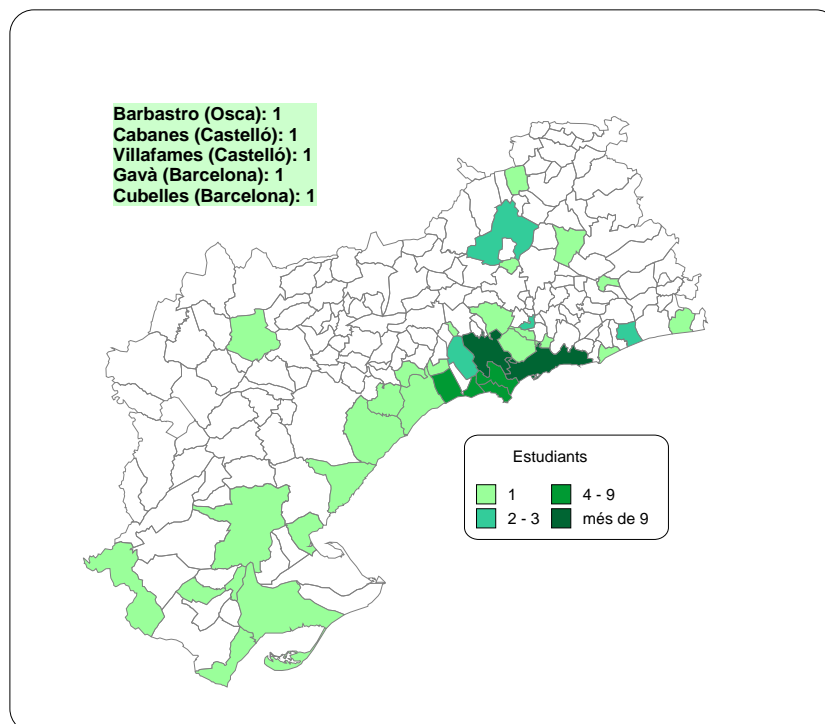 Barbastro (Osca): 1
Cabanes (Castelló): 1
Villafames (Castelló): 1
Gavà (Barcelona): 1
Cubelles (Barcelona): 1
Estudiants
1
4 - 9
2 - 3
més de 9